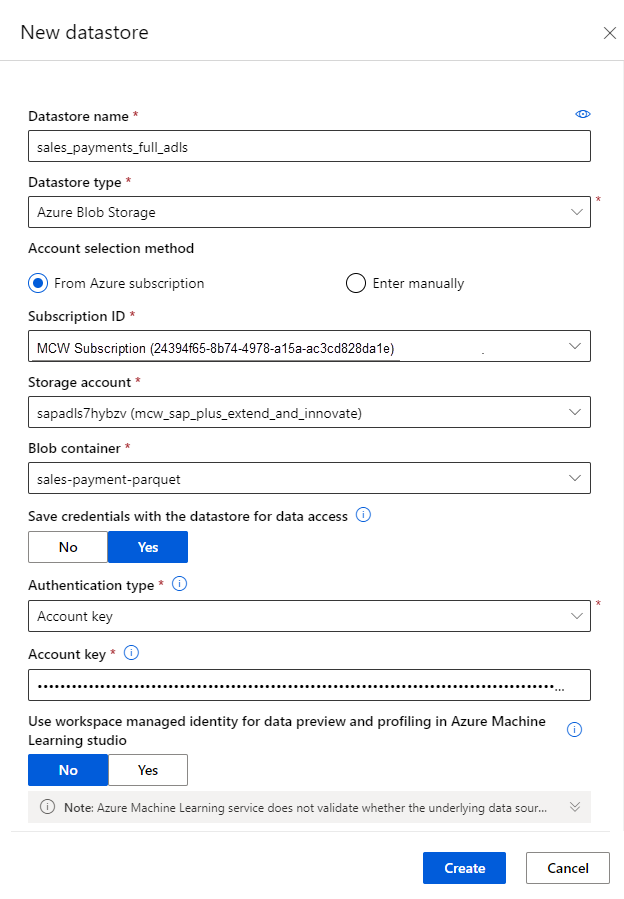 New datastore
Datastore name *
sales_payments_full_adls
Datastore type *
Azure Blob Storage
*
Account selection method
From Azure subscription
Enter manually
Subscription ID *
MCW Subscription (24394f65-8b74-4978-a15a-ac3cd828da1e)
Storage account *
sapadls7hybzv (mcw_sap_plus_extend_and_innovate)
Blob container *
sales-payment-parquet
Save credentials with the datastore for data access
No
Yes
Authentication type *
Account key
*
Account key *
Use workspace managed identity for data preview and profiling in Azure Machine
Learning studio
No
Yes
Note: Azure Machine Learning service does not validate whether the underlying data sour...
Create
Cancel